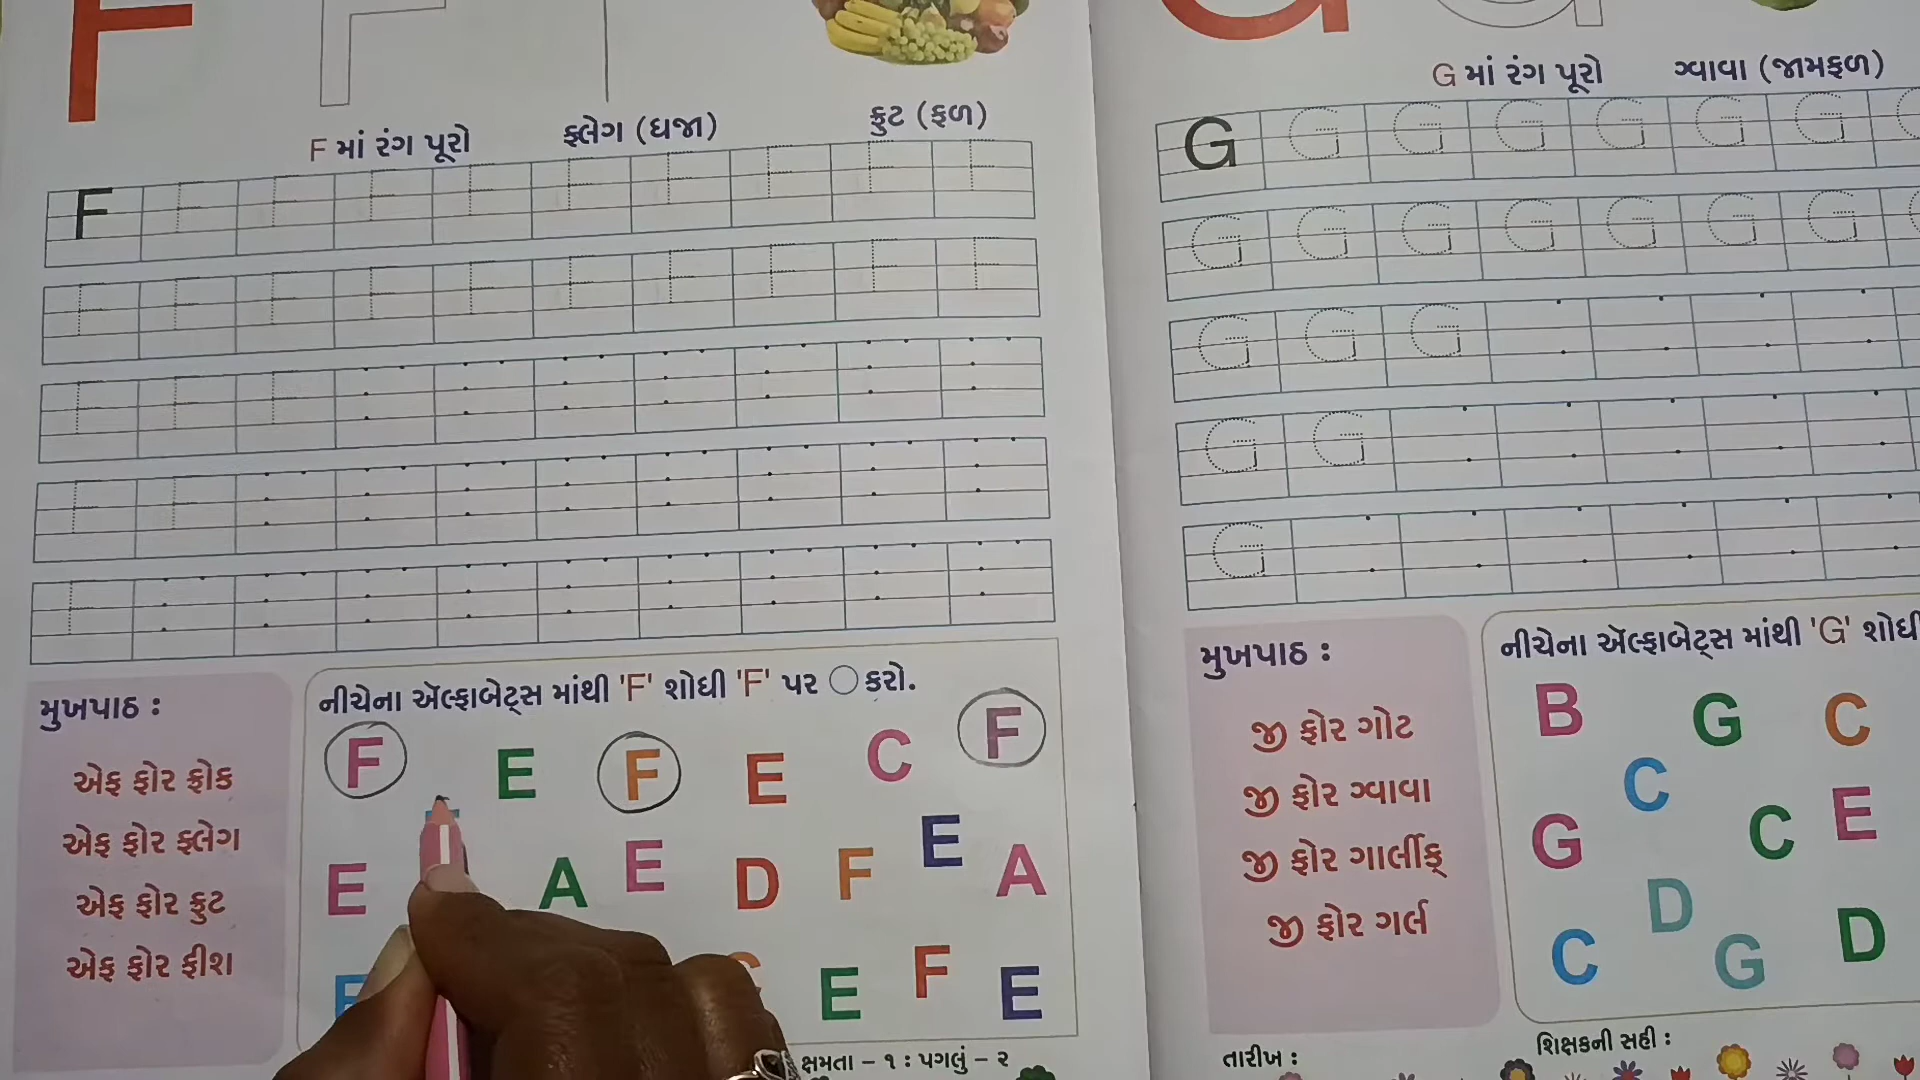 F F
G G
F માં રંગ પૂરો ફ્લેગ (ધજા) ફ્રુટ (ફળ)
F F F F F F F F F F
F F F F F F F F F F
F F F
F F
F
મુખપાઠ :
એફ ફોર ફ્રોક
એફ ફોર ફ્લેગ
એફ ફોર ફ્રુટ
એફ ફોર ફીશ
નીચેના ઍલ્ફાબેટ્સ માંથી 'F' શોધી 'F' પર ○ કરો.
F E F E C F
E A E D F E A
E F E
ક્ષમતા - ૧ : પગલું - ૨
G માં રંગ પૂરો ગ્વાવા (જામફળ)
G G G G G G G
G G G G G G G
G G G
G G
G
મુખપાઠ :
જી ફોર ગોટ
જી ફોર ગ્વાવા
જી ફોર ગાર્લીક્
જી ફોર ગર્લ
નીચેના ઍલ્ફાબેટ્સ માંથી 'G' શોધી
B G C
C
G C E
D
C G D
તારીખ : શિક્ષકની સહી :